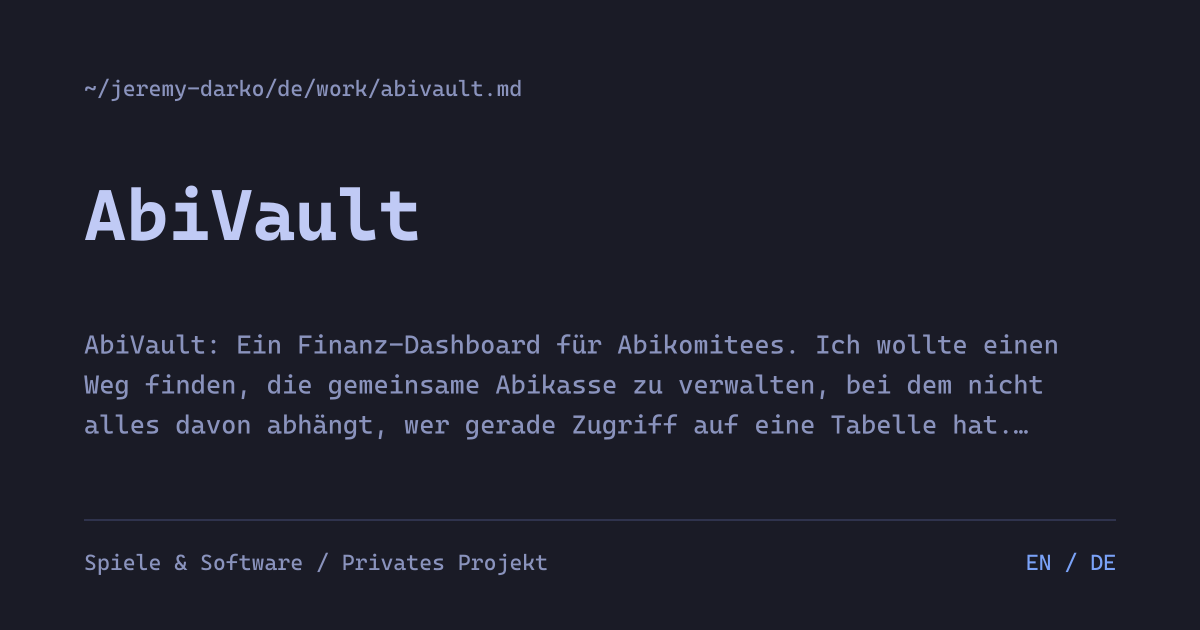 ~/jeremy-darko/de/work/abivault.md
AbiVault
AbiVault: Ein Finanz-Dashboard für Abikomitees. Ich wollte einen
Weg finden, die gemeinsame Abikasse zu verwalten, bei dem nicht
alles davon abhängt, wer gerade Zugriff auf eine Tabelle hat.…
Spiele & Software / Privates Projekt
EN / DE